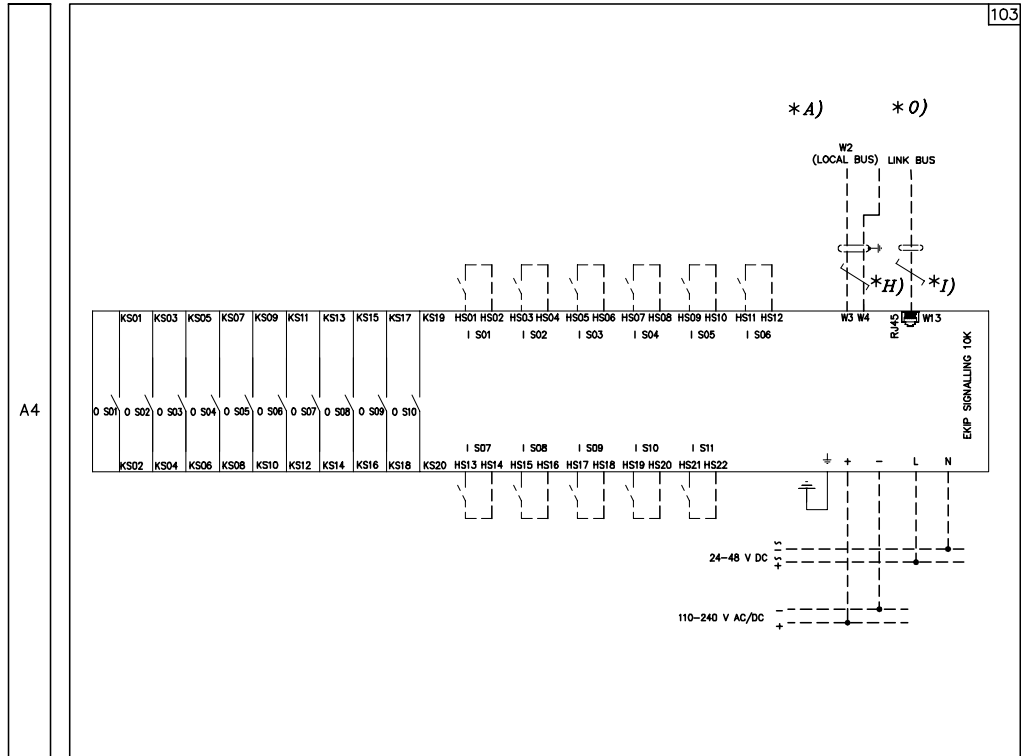 103
*A) *0)
W2
(LOCAL BUS) LINK BUS
*H) *I)
KS01 KS03 KS05 KS07 KS09 KS11 KS13 KS15 KS17 KS19 HS01 HS02 HS03 HS04 HS05 HS06 HS07 HS08 HS09 HS10 HS11 HS12 W3 W4 RJ45 W13
I S01 I S02 I S03 I S04 I S05 I S06
EKIP SIGNALLING 10K
A4
O S01 O S02 O S03 O S04 O S05 O S06 O S07 O S08 O S09 O S10
I S07 I S08 I S09 I S10 I S11
KS02 KS04 KS06 KS08 KS10 KS12 KS14 KS16 KS18 KS20 HS13 HS14 HS15 HS16 HS17 HS18 HS19 HS20 HS21 HS22 + - L N
24-48 V DC ~ - ~ +
110-240 V AC/DC - +